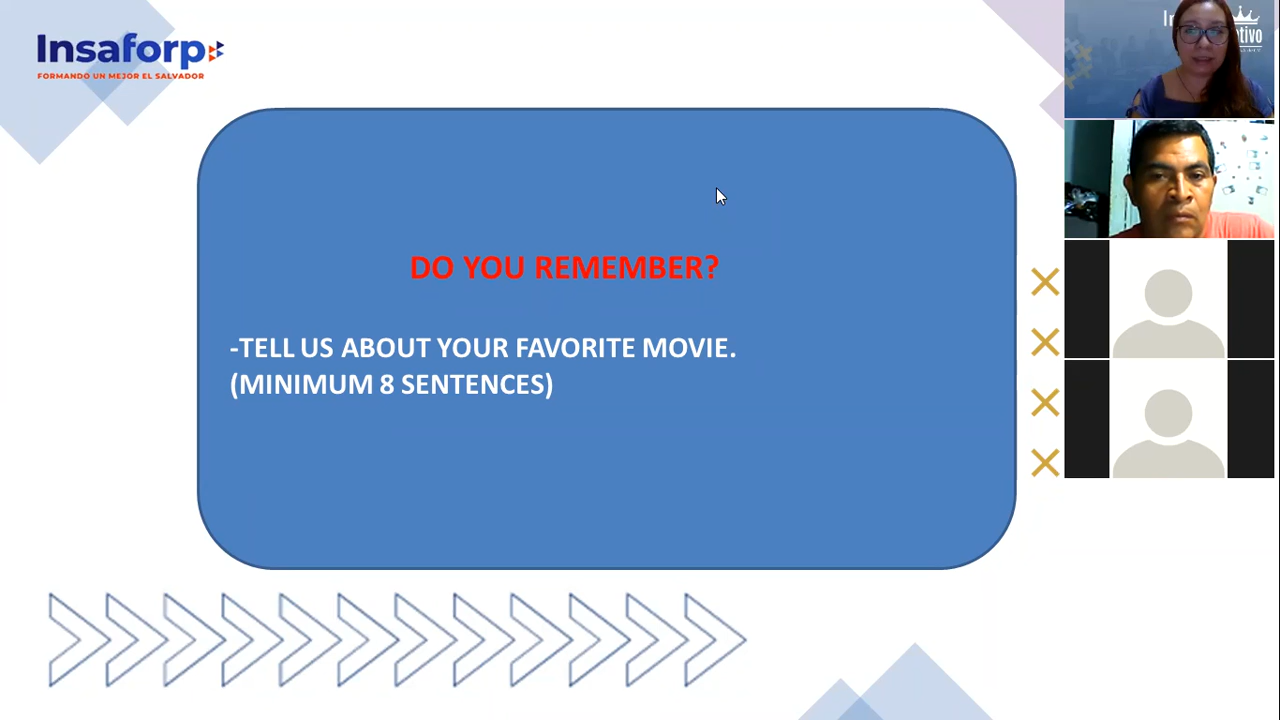 Insaforp
FORMANDO UN MEJOR EL SALVADOR
DO YOU REMEMBER?
-TELL US ABOUT YOUR FAVORITE MOVIE.
(MINIMUM 8 SENTENCES)